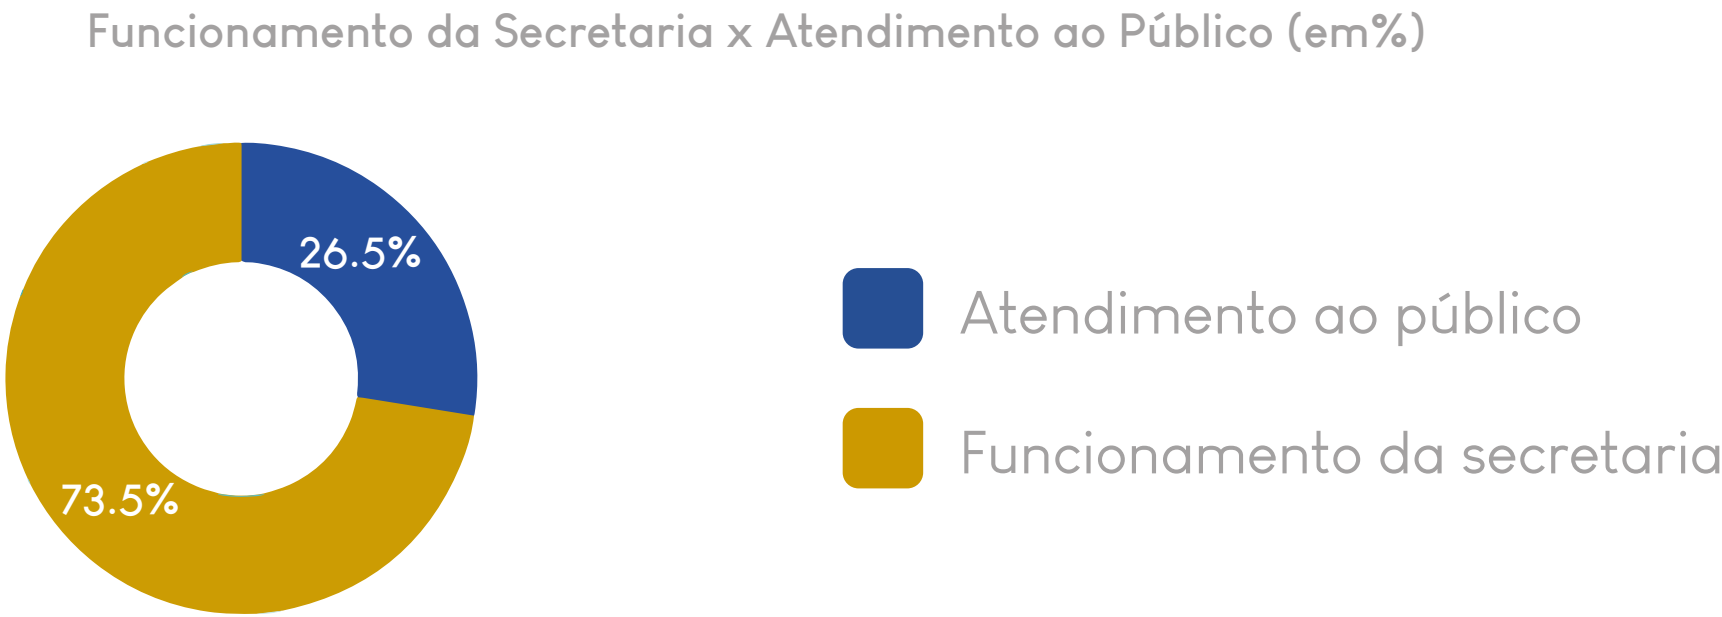 Funcionamento da Secretaria x Atendimento ao Público (em%)
26.5%
73.5%
Atendimento ao público
Funcionamento da secretaria